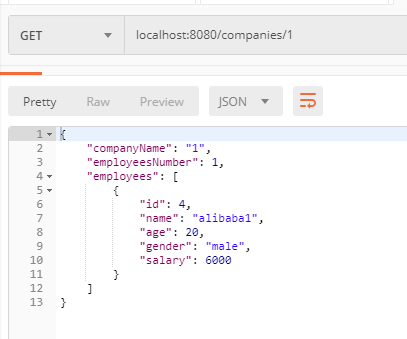 GET localhost:8080/companies/1
Pretty Raw Preview JSON
1 {
2 "companyName": "1",
3 "employeesNumber": 1,
4 "employees": [
5 {
6 "id": 4,
7 "name": "alibaba1",
8 "age": 20,
9 "gender": "male",
10 "salary": 6000
11 }
12 ]
13 }